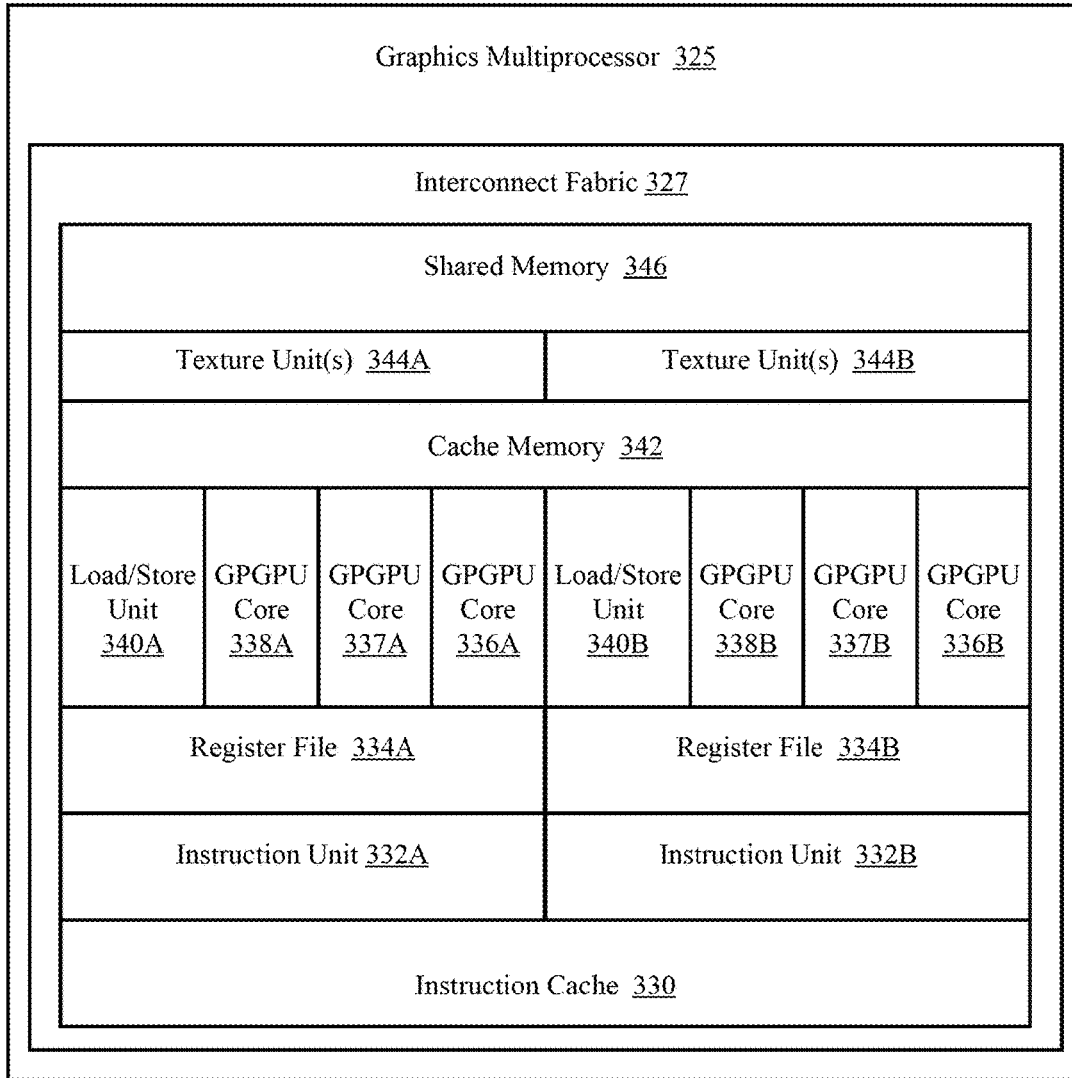 Graphics Multiprocessor 325
Interconnect Fabric 327
Shared Memory 346
Texture Unit(s) 344A
Texture Unit(s) 344B
Cache Memory 342
Load/Store
Unit
340A
GPGPU
Core
338A
GPGPU
Core
337A
GPGPU
Core
336A
Load/Store
Unit
340B
GPGPU
Core
338B
GPGPU
Core
337B
GPGPU
Core
336B
Register File 334A
Register File 334B
Instruction Unit 332A
Instruction Unit 332B
Instruction Cache 330